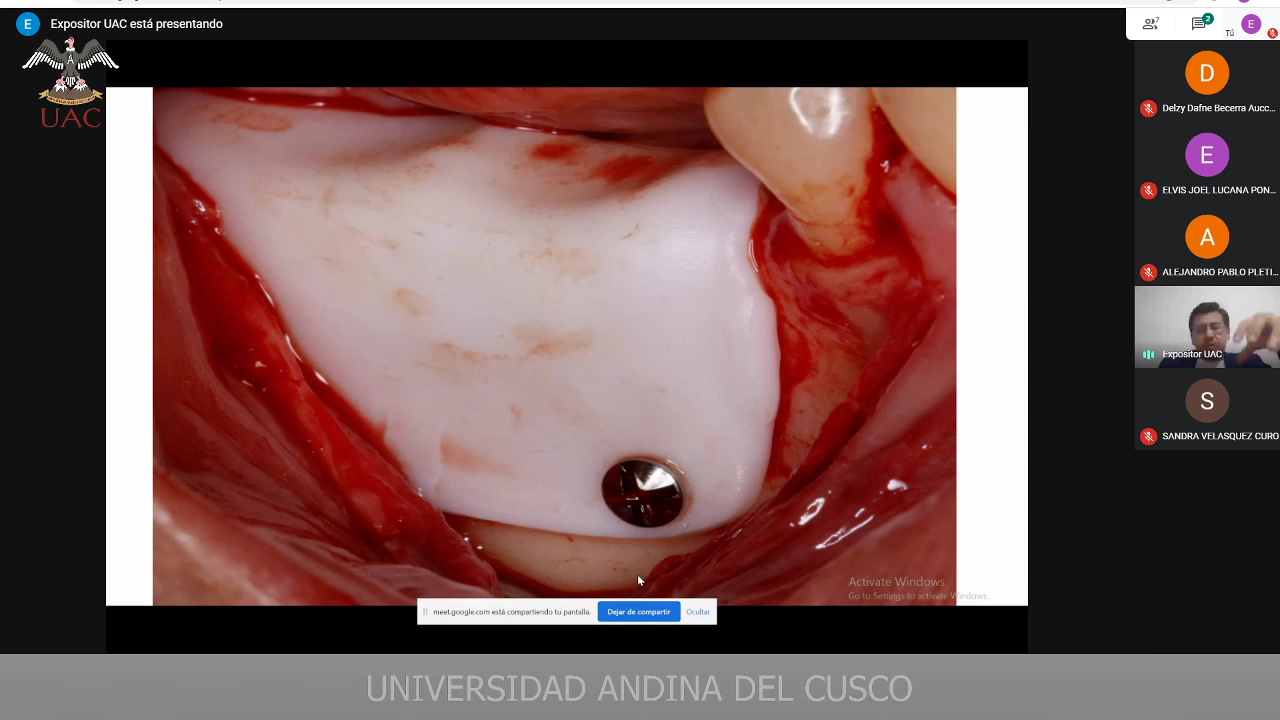 E Expositor UAC está presentando
7
2
Tú
E
UAC
D
Delzy Dafne Becerra Aucc...
E
ELVIS JOEL LUCANA PON...
A
ALEJANDRO PABLO PLETI...
Expositor UAC
S
SANDRA VELASQUEZ CURO
Activate Windows
Go to Settings to activate Windows.
meet.google.com está compartiendo tu pantalla.
Dejar de compartir
Ocultar
UNIVERSIDAD ANDINA DEL CUSCO